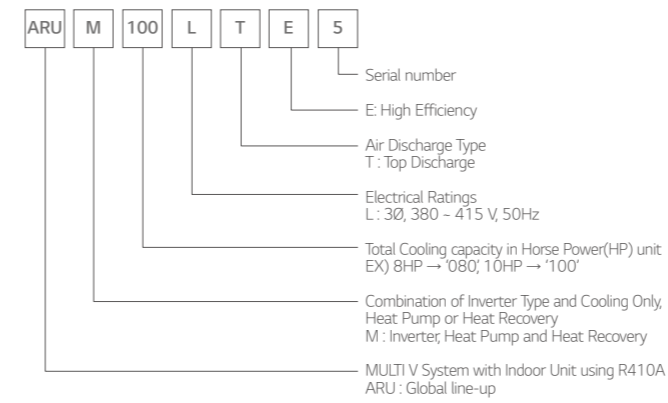 ARU M 100 L T E 5
Serial number
E: High Efficiency
Air Discharge Type
T : Top Discharge
Electrical Ratings
L : 3Ø, 380 ~ 415 V, 50Hz
Total Cooling capacity in Horse Power(HP) unit
EX) 8HP → ‘080’, 10HP → ‘100’
Combination of Inverter Type and Cooling Only,
Heat Pump or Heat Recovery
M : Inverter, Heat Pump and Heat Recovery
MULTI V System with Indoor Unit using R410A
ARU : Global line-up